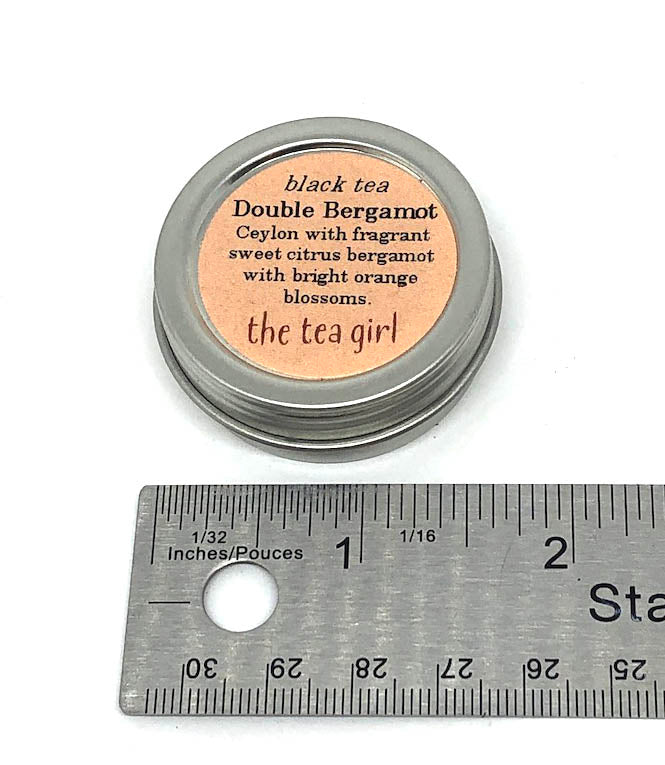 black tea
Double Bergamot
Ceylon with fragrant
sweet citrus bergamot
with bright orange
blossoms.
the tea girl
1/32
1/16
Inches/Pouces
1
2
Sta
30 29 28 27 26 25